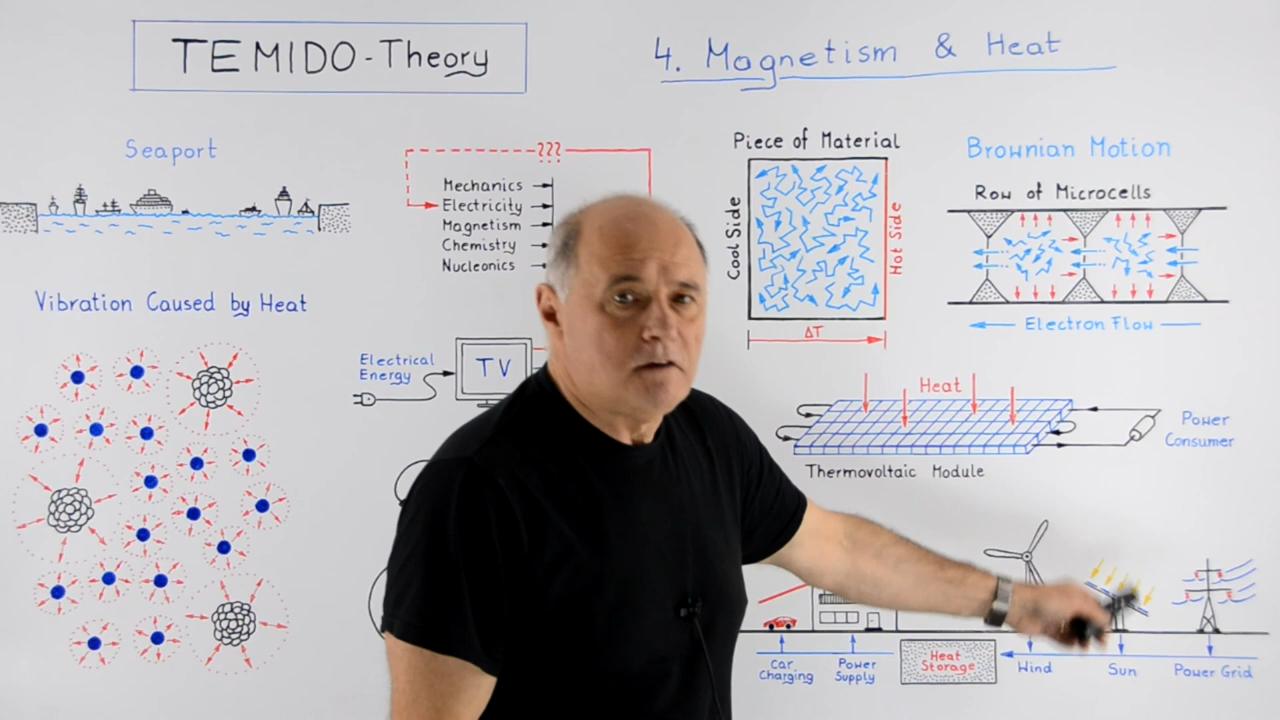 TEMIDO-Theory
4. Magnetism & Heat
Seaport
???
Mechanics
Electricity
Magnetism
Chemistry
Nucleonics
Piece of Material
Cool Side
Hot Side
ΔT
Brownian Motion
Row of Microcells
Electron Flow
Vibration Caused by Heat
Electrical
Energy
TV
Heat
Power
Consumer
Thermovoltaic Module
Car
Charging
Power
Supply
Heat
Storage
Wind
Sun
Power Grid